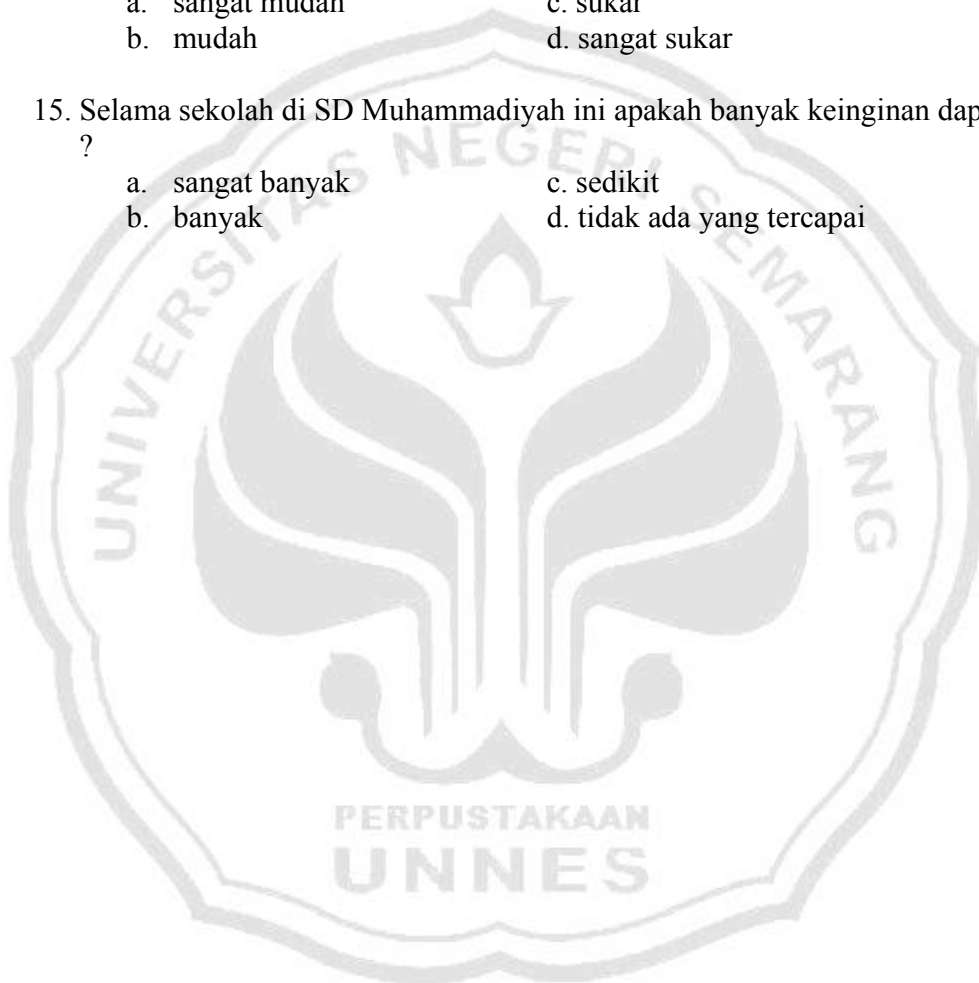 a. sangat mudah c. sukar
b. mudah d. sangat sukar
15. Selama sekolah di SD Muhammadiyah ini apakah banyak keinginan
?
a. sangat banyak c. sedikit
b. banyak d. tidak ada yang tercapai
UNIVERSITAS NEGERI SEMARANG
PERPUSTAKAAN
UNNES